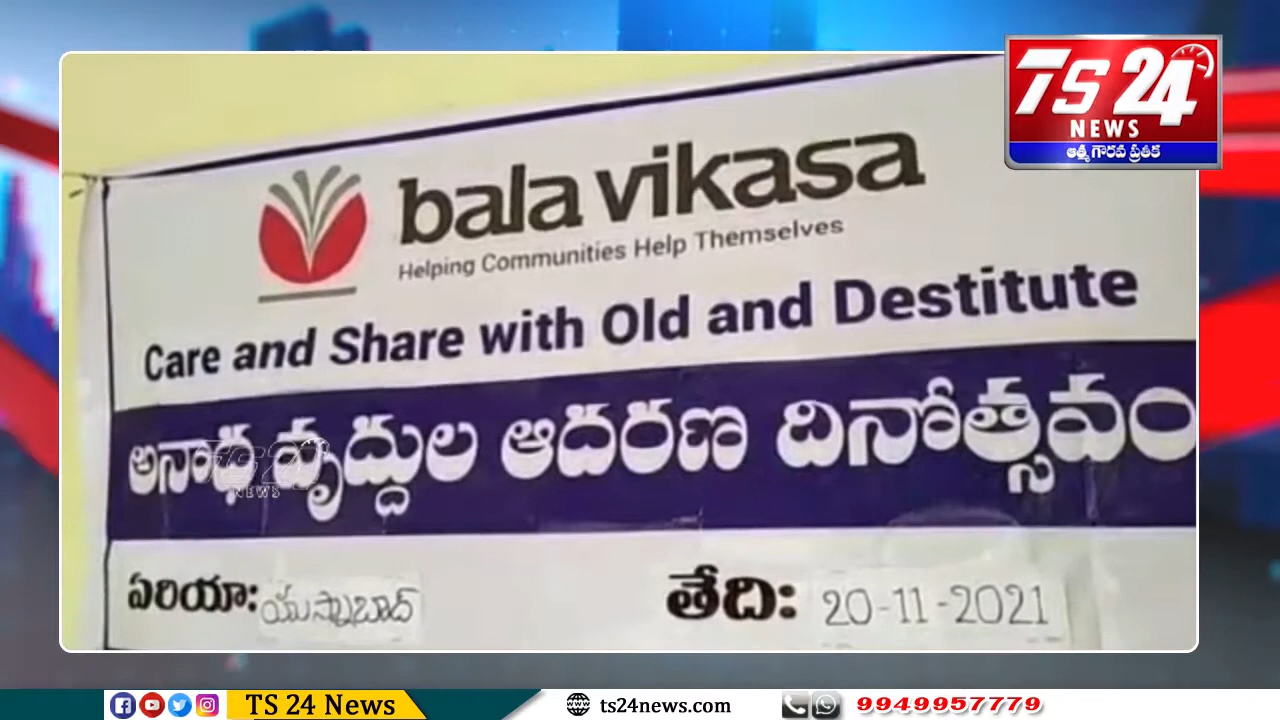 TS 24
NEWS
ఆత్మ గౌరవ ప్రతీక
bala vikasa
Helping Communities Help Themselves
Care and Share with Old and Destitute
అనాథ వృద్ధుల ఆదరణ దినోత్సవం
ఏరియా:
తేది: 20-11-2021
TS 24 News
ts24news.com
9949957779